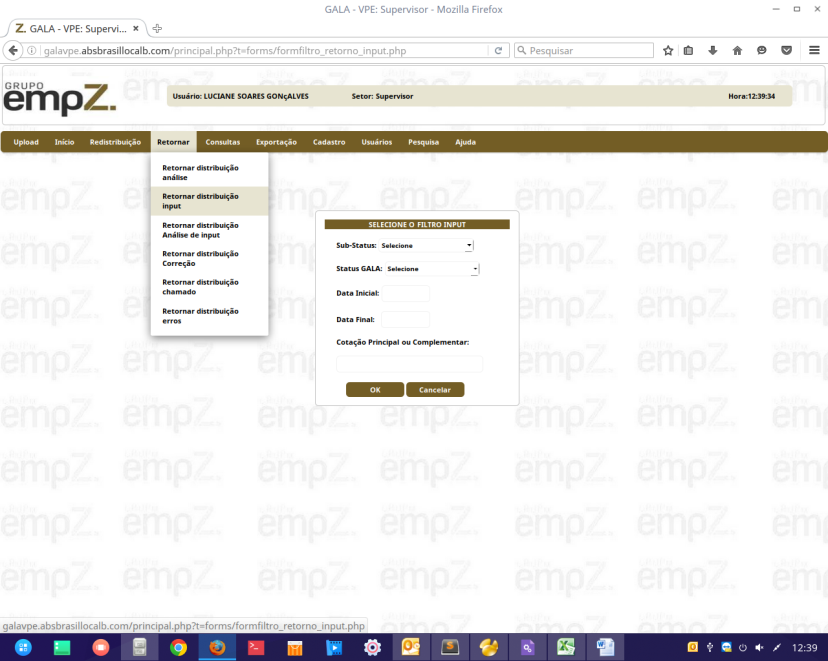 GALA - VPE: Supervisor - Mozilla Firefox
Z. GALA - VPE: Supervi... ×
galavpe.absbrasillocalb.com/principal.php?t=forms/formfiltro_retorno_input.php
Pesquisar
GRUPO
empZ.
Usuário: LUCIANE SOARES GONçALVES Setor: Supervisor Hora:12:39:34
Upload Início Redistribuição Retornar Consultas Exportação Cadastro Usuários Pesquisa Ajuda
Retornar distribuição
análise
Retornar distribuição
input
Retornar distribuição
Análise de input
Retornar distribuição
Correção
Retornar distribuição
chamado
Retornar distribuição
erros
SELECIONE O FILTRO INPUT
Sub-Status: Selecione
Status GALA: Selecione
Data Inicial:
Data Final:
Cotação Principal ou Complementar:
OK Cancelar
galavpe.absbrasillocalb.com/principal.php?t=forms/formfiltro_retorno_input.php
12:39